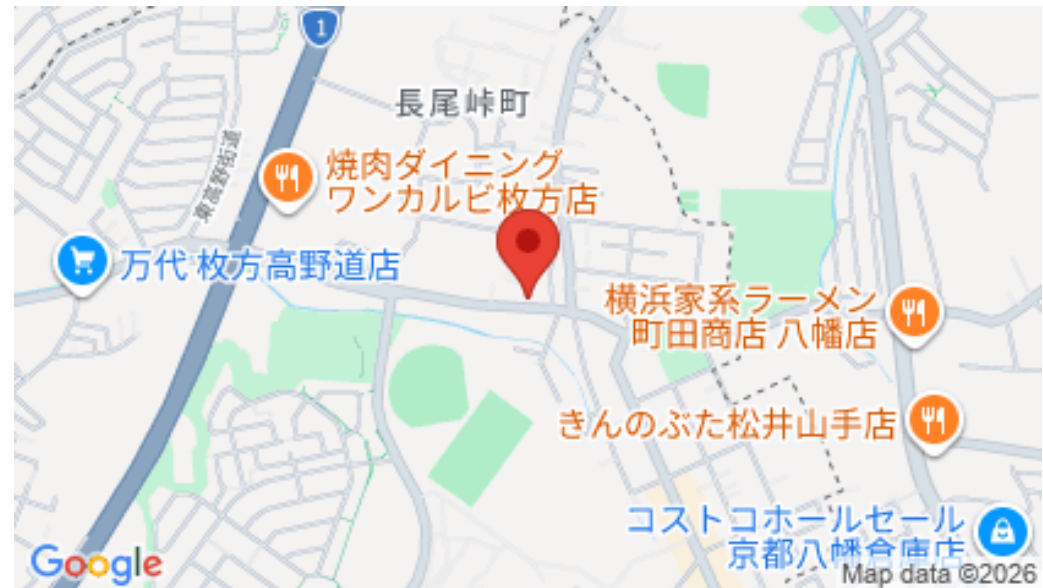 1
長尾峠町
東高野街道
焼肉ダイニング
ワンカルビ枚方店
万代 枚方高野道店
横浜家系ラーメン
町田商店 八幡店
きんのぶた松井山手店
コストコホールセール
京都八幡倉庫店
Google
Map data ©2026